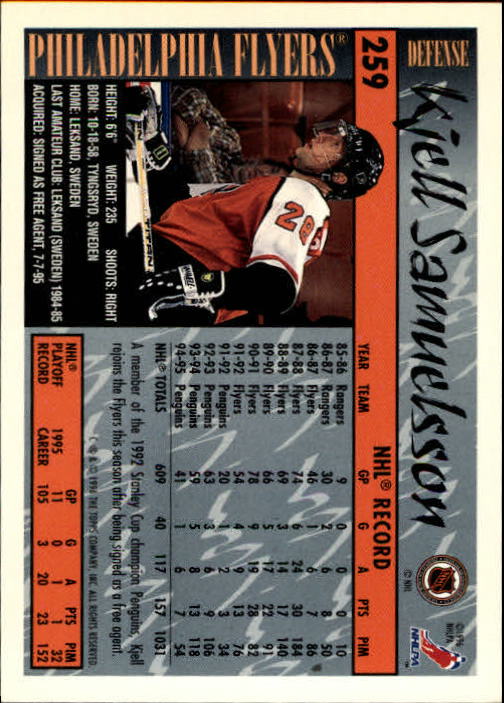 DEFENSE
Kjell Samuelsson
© NHL
NHL
©1996 NHLPA
NHLPA
259
NHL® RECORD
YEAR TEAM GP G A PTS PIM
85-86 Rangers 9 0 0 0 10
86-87 Rangers 30 2 6 8 50
86-87 Flyers 46 1 6 7 86
87-88 Flyers 74 6 24 30 184
88-89 Flyers 69 3 14 17 140
89-90 Flyers 66 5 17 22 91
90-91 Flyers 78 9 19 28 82
91-92 Flyers 54 4 9 13 76
91-92 Penguins 20 1 2 3 34
92-93 Penguins 63 3 6 9 106
93-94 Penguins 59 5 8 13 118
94-95 Penguins 41 1 6 7 54
NHL TOTALS 609 40 117 157 1031
A member of the 1992 Stanley Cup champion Penguins, Kjell
rejoins the Flyers this season after being signed as a free agent.
NHL® PLAYOFF RECORD GP G A PTS PIM
1995 11 0 1 1 32
CAREER 105 3 20 23 152
PHILADELPHIA FLYERS®
28
HEIGHT: 6'6" WEIGHT: 235 SHOOTS: RIGHT
BORN: 10-18-58, TYNGSRYD, SWEDEN
HOME: LEKSAND, SWEDEN
LAST AMATEUR CLUB: LEKSAND (SWEDEN) 1984-85
ACQUIRED: SIGNED AS FREE AGENT, 7-7-95